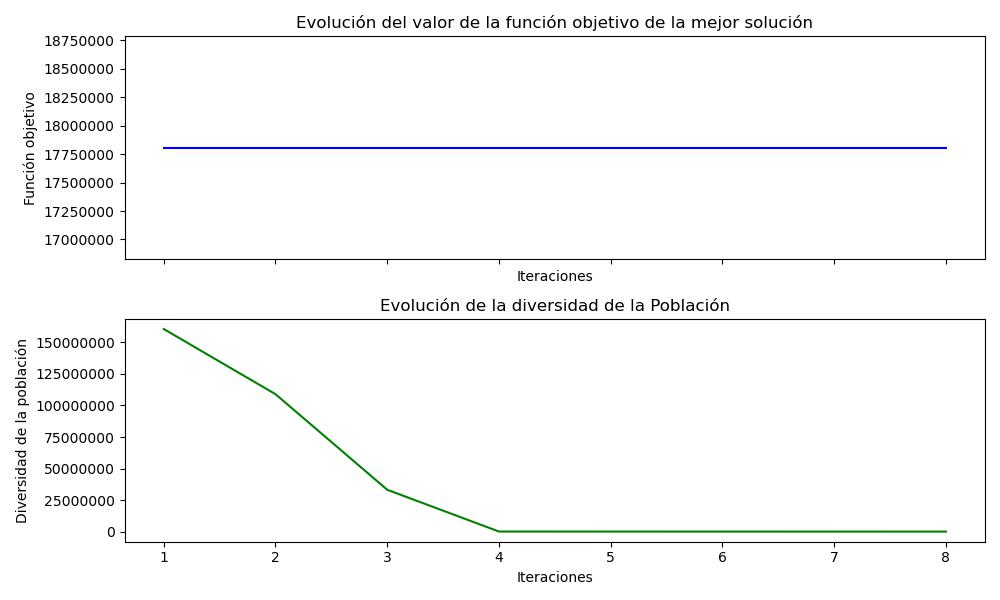 Evolución del valor de la función objetivo de la mejor solución
Función objetivo
18750000
18500000
18250000
18000000
17750000
17500000
17250000
17000000
Iteraciones
Evolución de la diversidad de la Población
Diversidad de la población
150000000
125000000
100000000
75000000
50000000
25000000
0
1 2 3 4 5 6 7 8
Iteraciones